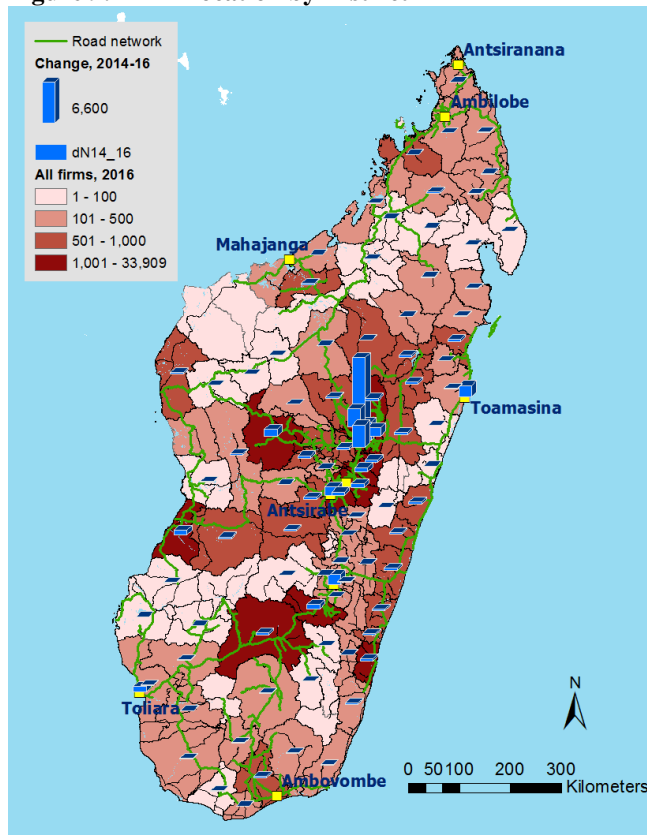 Road network
Change, 2014-16
6,600
dN14_16
All firms, 2016
1 - 100
101 - 500
501 - 1,000
1,001 - 33,909
Antsiranana
Ambilobe
Mahajanga
Toamasina
Antsirabe
Toliara
Ambovombe
N
0 50 100 200 300
Kilometers